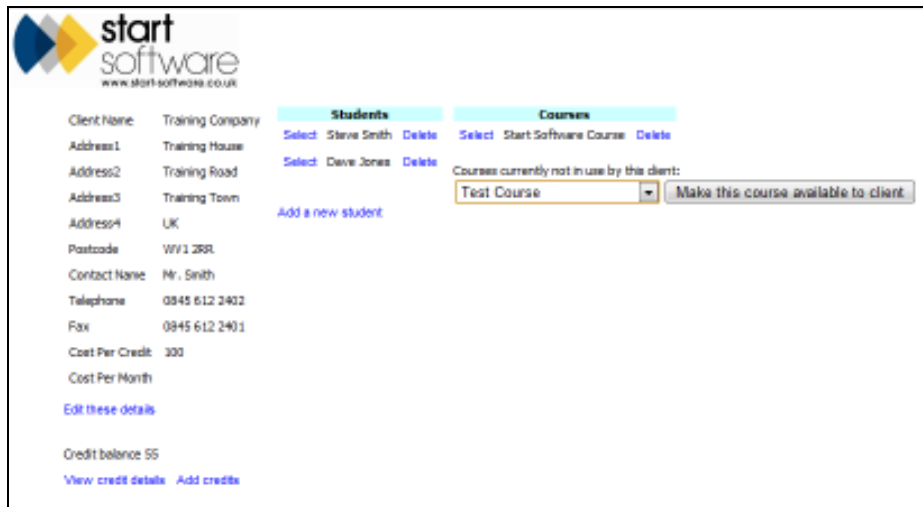 start
software
www.start-software.co.uk
Client Name Training Company
Address1 Training House
Address2 Training Road
Address3 Training Town
Address4 UK
Postcode WV1 2RR
Contact Name Mr. Smith
Telephone 0845 612 2402
Fax 0845 612 2401
Cost Per Credit 100
Cost Per Month
Edit these details
Credit balance 55
View credit details Add credits
Students
Select Steve Smith Delete
Select Dave Jones Delete
Add a new student
Courses
Select Start Software Course Delete
Courses currently not in use by this client:
Test Course Make this course available to client